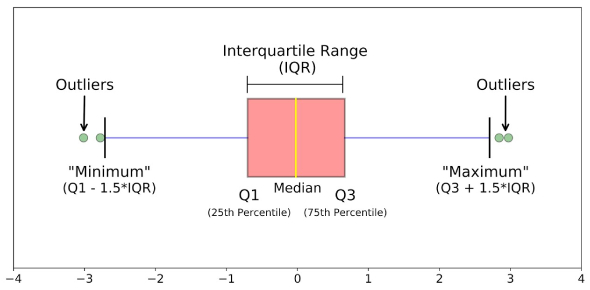 Interquartile Range
(IQR)
Outliers
Outliers
"Minimum"
(Q1 - 1.5*IQR)
"Maximum"
(Q3 + 1.5*IQR)
Median
Q1
Q3
(25th Percentile)
(75th Percentile)
−4
−3
−2
−1
0
1
2
3
4